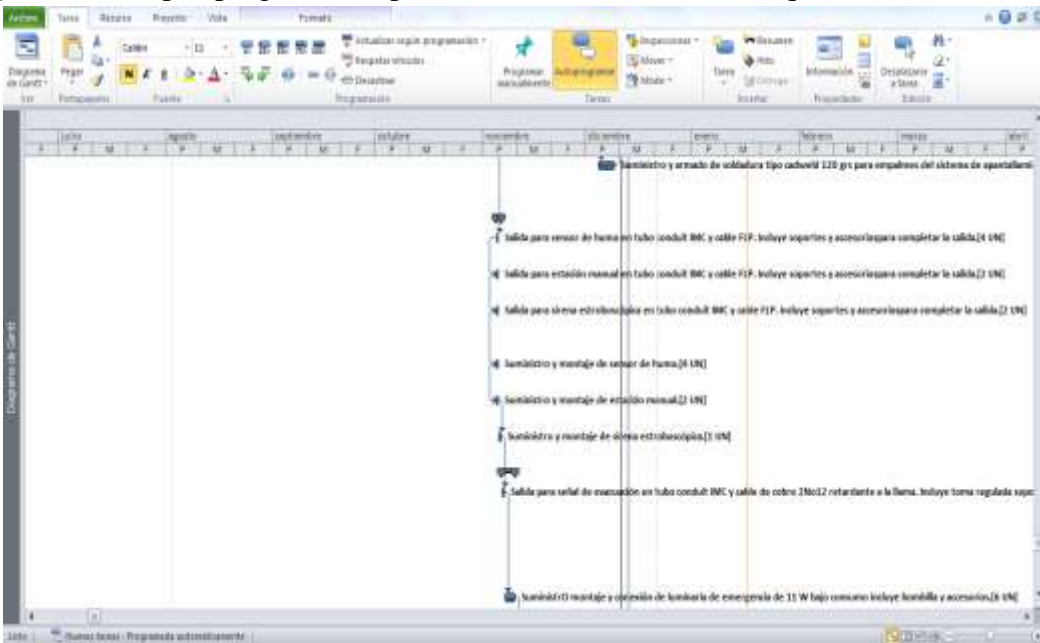 Archivo Tarea Recurso Proyecto Vista Formato
Calibri 11
Actualizar según programación
Respetar vínculos
Desactivar
Inspeccionar
Mover
Modo
Resumen
Hito
Diagrama de Gantt
Pegar
N K S
Programar manualmente
Autoprogramar
Tarea
Información
Desplazarse a tarea
Ver Portapapeles Fuente Programación Tareas Insertar Propiedades Edición
julio agosto septiembre octubre noviembre diciembre enero febrero marzo abril
Suministro y armado de soldadura tipo cadweld 120 grs para empalmes del sistema de apantallami
Salida para sensor de humo en tubo conduit IMC y cable FLP. Incluye soportes y accesoriospara completar la salida.[4 UN]
Salida para estación manual en tubo conduit IMC y cable FLP. Incluye soportes y accesoriospara completar la salida.[2 UN]
Salida para sirena estroboscópica en tubo conduit IMC y cable FLP. Incluye soportes y accesoriospara completar la salida.[2 UN]
Suministro y montaje de sensor de humo.[4 UN]
Suministro y montaje de estación manual.[2 UN]
Suministro y montaje de sirena estroboscópica.[1 UN]
Salida para señal de evacuación en tubo conduit IMC y cable de cobre 2No12 retardante a la llama. Incluye toma regulada sopo
SuministrO montaje y conexión de luminaria de emergencia de 11 W bajo consumo incluye bombilla y accesorios.[6 UN]
Diagrama de Gantt
Listo Nuevas tareas : Programada automáticamente